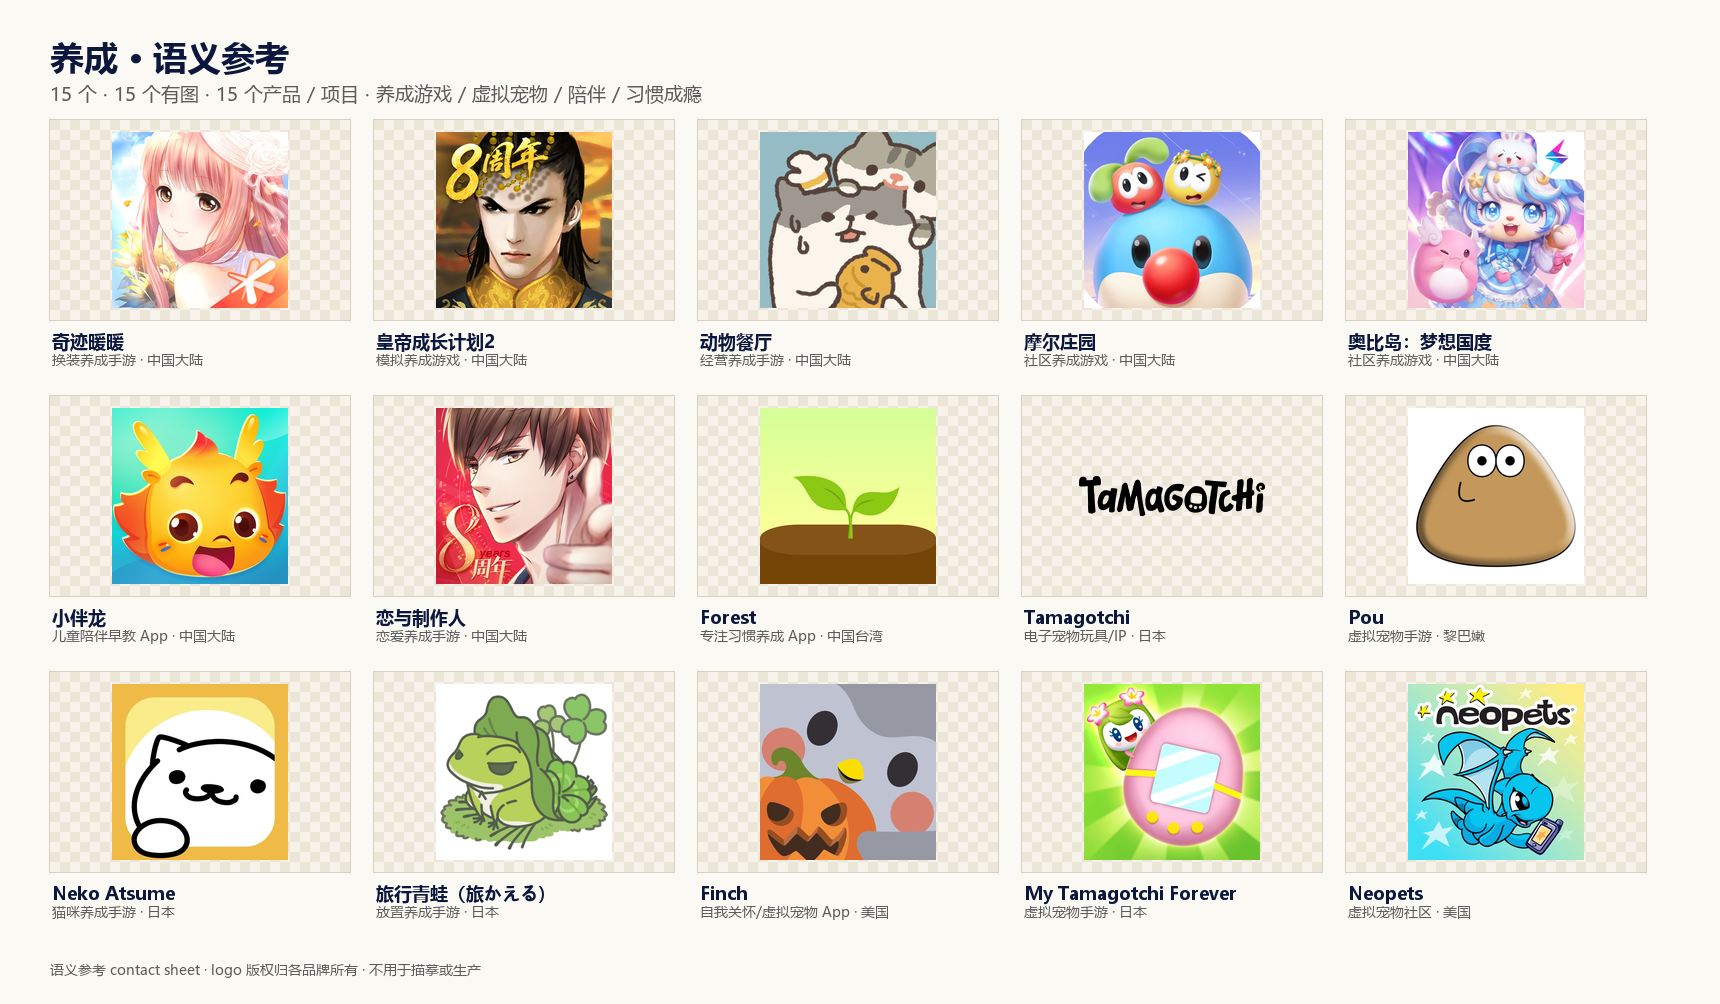 养成 · 语义参考
15 个 · 15 个有图 · 15 个产品 / 项目 · 养成游戏 / 虚拟宠物 / 陪伴 / 习惯成瘾
8周年
奇迹暖暖
换装养成手游 · 中国大陆
皇帝成长计划2
模拟养成游戏 · 中国大陆
动物餐厅
经营养成手游 · 中国大陆
摩尔庄园
社区养成游戏 · 中国大陆
奥比岛：梦想国度
社区养成游戏 · 中国大陆
8 years
周年
TaMaGoTcHi
小伴龙
儿童陪伴早教 App · 中国大陆
恋与制作人
恋爱养成手游 · 中国大陆
Forest
专注习惯养成 App · 中国台湾
Tamagotchi
电子宠物玩具/IP · 日本
Pou
虚拟宠物手游 · 黎巴嫩
neopets
Neko Atsume
猫咪养成手游 · 日本
旅行青蛙（旅かえる）
放置养成手游 · 日本
Finch
自我关怀/虚拟宠物 App · 美国
My Tamagotchi Forever
虚拟宠物手游 · 日本
Neopets
虚拟宠物社区 · 美国
语义参考 contact sheet · logo 版权归各品牌所有 · 不用于描摹或生产